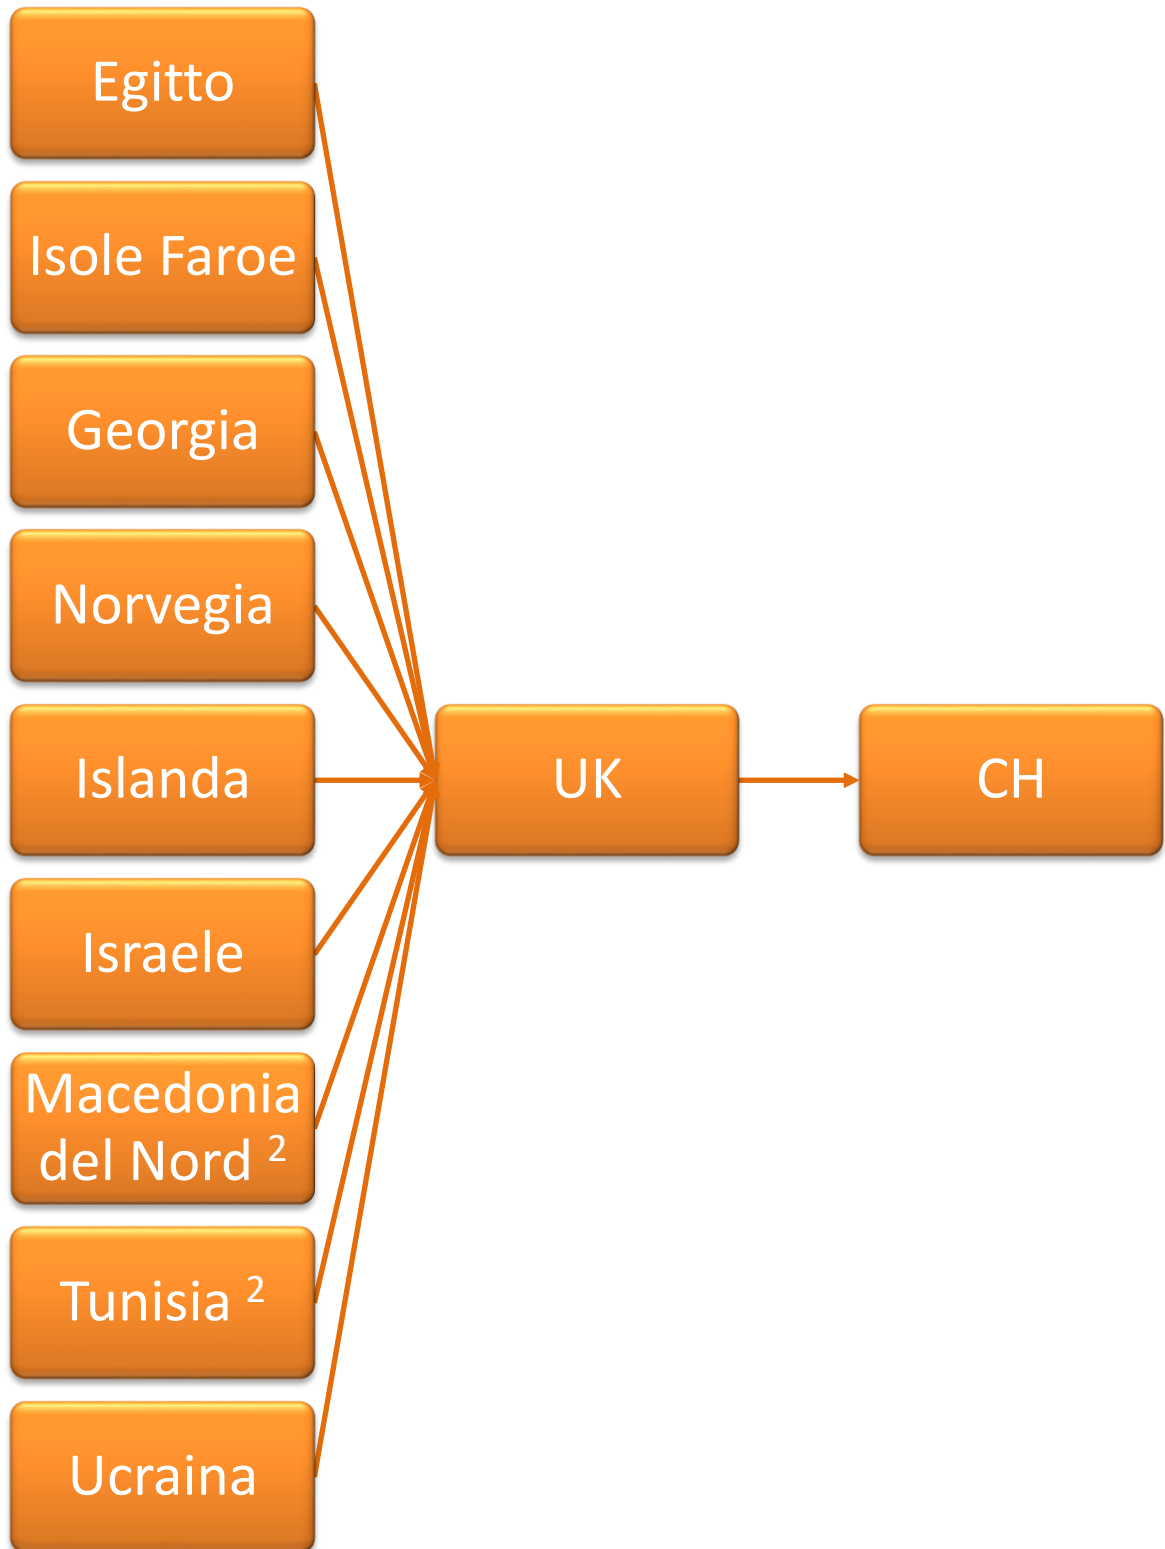 Egitto
Isole Faroe
Georgia
Norvegia
Islanda
UK
CH
Israele
Macedonia
del Nord ²
Tunisia ²
Ucraina